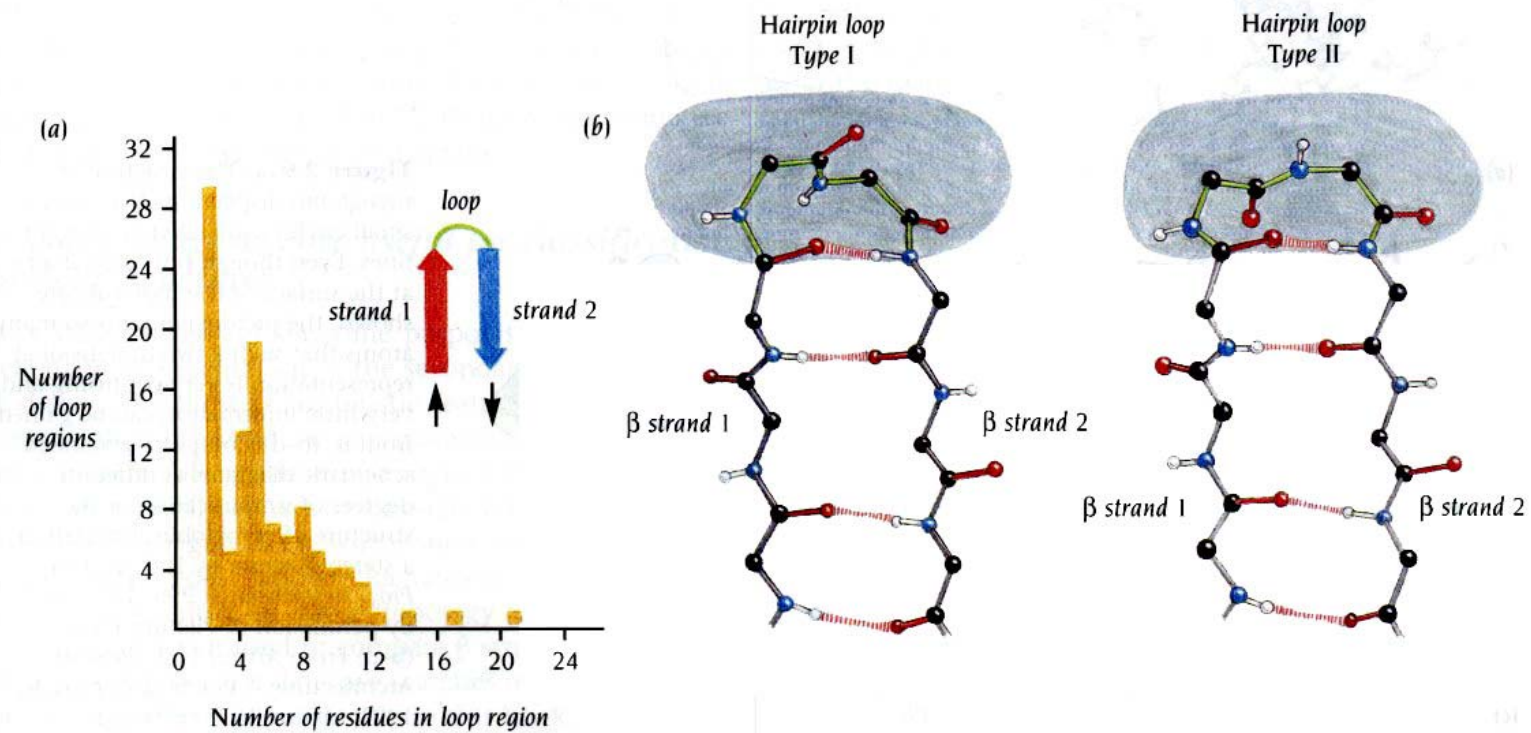 Hairpin loop
Type I
Hairpin loop
Type II
(a)
(b)
32
28
24
20
16
12
8
4
Number
of loop
regions
loop
strand 1
strand 2
0
4
8
12
16
20
24
Number of residues in loop region
β strand 1
β strand 2
β strand 1
β strand 2